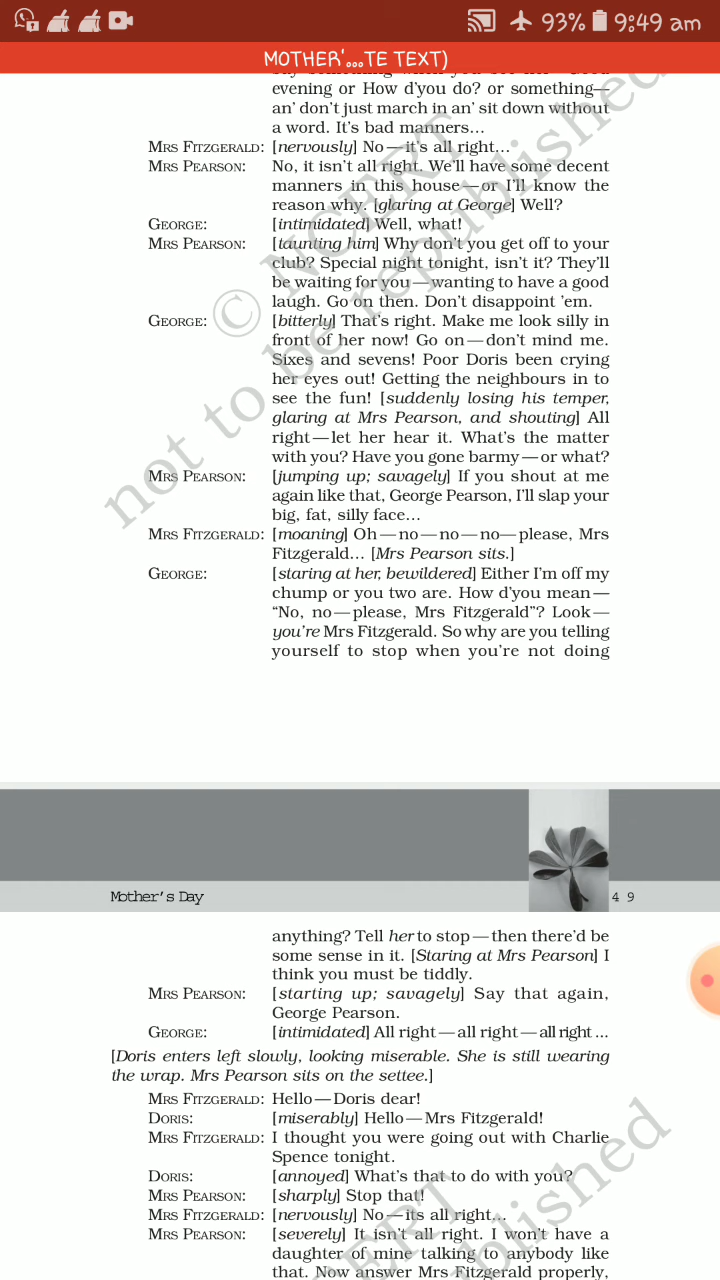 93% 9:49 am
MOTHER'...TE TEXT)
evening or How d'you do? or something—
an' don't just march in an' sit down without
a word. It's bad manners…
MRS FITZGERALD: [nervously] No—it's all right…
MRS PEARSON: No, it isn't all right. We'll have some decent
manners in this house—or I'll know the
reason why. [glaring at George] Well?
GEORGE: [intimidated] Well, what!
MRS PEARSON: [taunting him] Why don't you get off to your
club? Special night tonight, isn't it? They'll
be waiting for you—wanting to have a good
laugh. Go on then. Don't disappoint 'em.
GEORGE: [bitterly] That's right. Make me look silly in
front of her now! Go on—don't mind me.
Sixes and sevens! Poor Doris been crying
her eyes out! Getting the neighbours in to
see the fun! [suddenly losing his temper,
glaring at Mrs Pearson, and shouting] All
right—let her hear it. What's the matter
with you? Have you gone barmy—or what?
MRS PEARSON: [jumping up; savagely] If you shout at me
again like that, George Pearson, I'll slap your
big, fat, silly face…
MRS FITZGERALD: [moaning] Oh—no—no—no—please, Mrs
Fitzgerald… [Mrs Pearson sits.]
GEORGE: [staring at her, bewildered] Either I'm off my
chump or you two are. How d'you mean—
“No, no—please, Mrs Fitzgerald”? Look—
you're Mrs Fitzgerald. So why are you telling
yourself to stop when you're not doing
© NCERT
not to be republished
Mother's Day 49
anything? Tell her to stop—then there'd be
some sense in it. [Staring at Mrs Pearson] I
think you must be tiddly.
MRS PEARSON: [starting up; savagely] Say that again,
George Pearson.
GEORGE: [intimidated] All right—all right—all right ...
[Doris enters left slowly, looking miserable. She is still wearing
the wrap. Mrs Pearson sits on the settee.]
MRS FITZGERALD: Hello—Doris dear!
DORIS: [miserably] Hello—Mrs Fitzgerald!
MRS FITZGERALD: I thought you were going out with Charlie
Spence tonight.
DORIS: [annoyed] What's that to do with you?
MRS PEARSON: [sharply] Stop that!
MRS FITZGERALD: [nervously] No—its all right…
MRS PEARSON: [severely] It isn't all right. I won't have a
daughter of mine talking to anybody like
that. Now answer Mrs Fitzgerald properly,